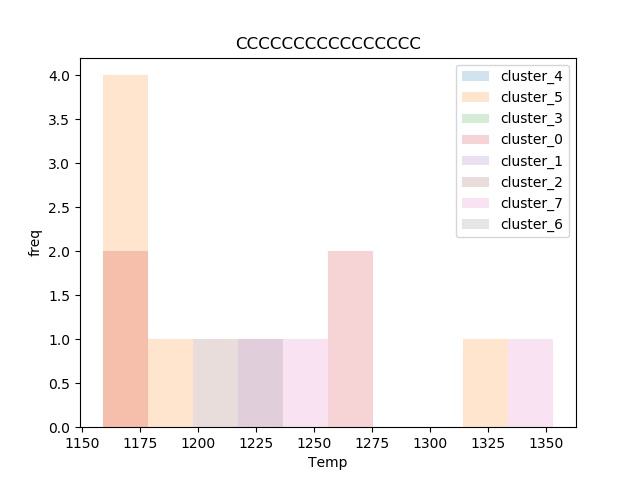 CCCCCCCCCCCCCCCC
4.0
3.5
3.0
2.5
2.0
1.5
1.0
0.5
0.0
freq
cluster_4
cluster_5
cluster_3
cluster_0
cluster_1
cluster_2
cluster_7
cluster_6
1150 1175 1200 1225 1250 1275 1300 1325 1350
Temp